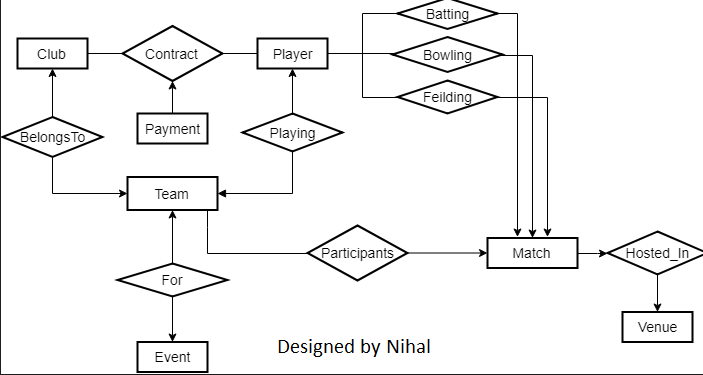 Batting
Club
Contract
Player
Bowling
Feilding
Payment
BelongsTo
Playing
Team
Participants
Match
Hosted_In
For
Venue
Event
Designed by Nihal